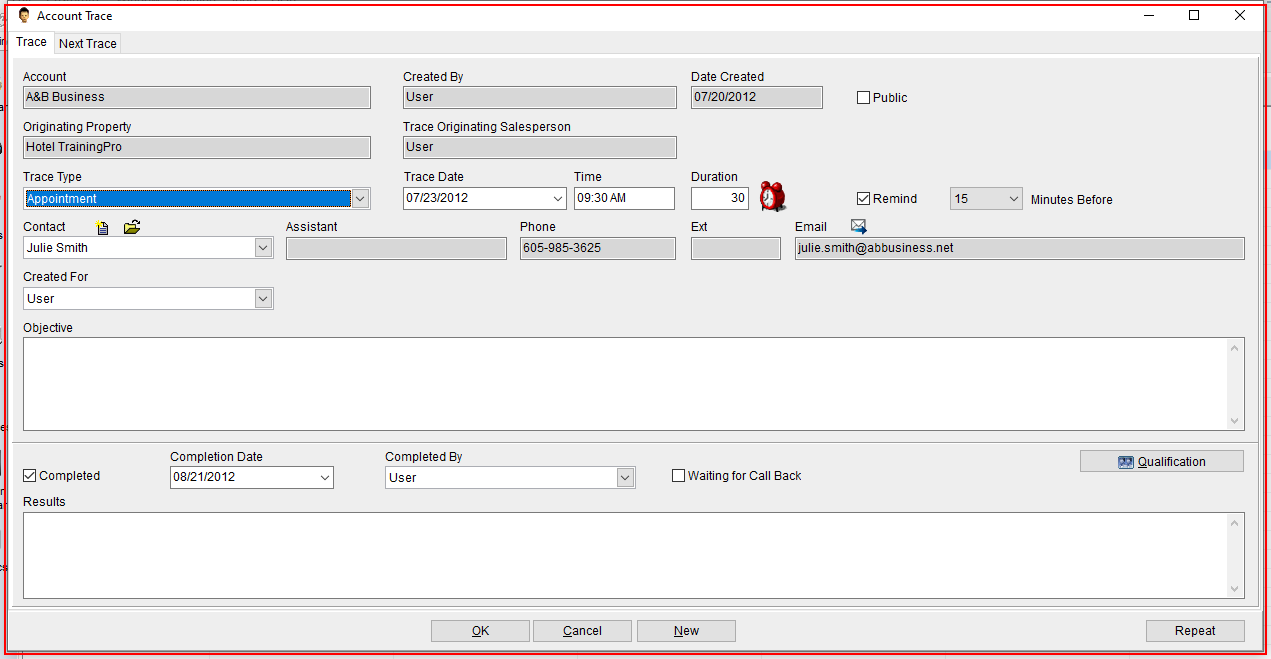 Account Trace
Trace Next Trace
Account Created By Date Created
A&B Business User 07/20/2012 Public
Originating Property Trace Originating Salesperson
Hotel TrainingPro User
Trace Type Trace Date Time Duration
Appointment 07/23/2012 09:30 AM 30 Remind 15 Minutes Before
Contact Assistant Phone Ext Email
Julie Smith 605-985-3625 julie.smith@abbusiness.net
Created For
User
Objective
Completion Date Completed By
Completed 08/21/2012 User Waiting for Call Back Qualification
Results
OK Cancel New Repeat